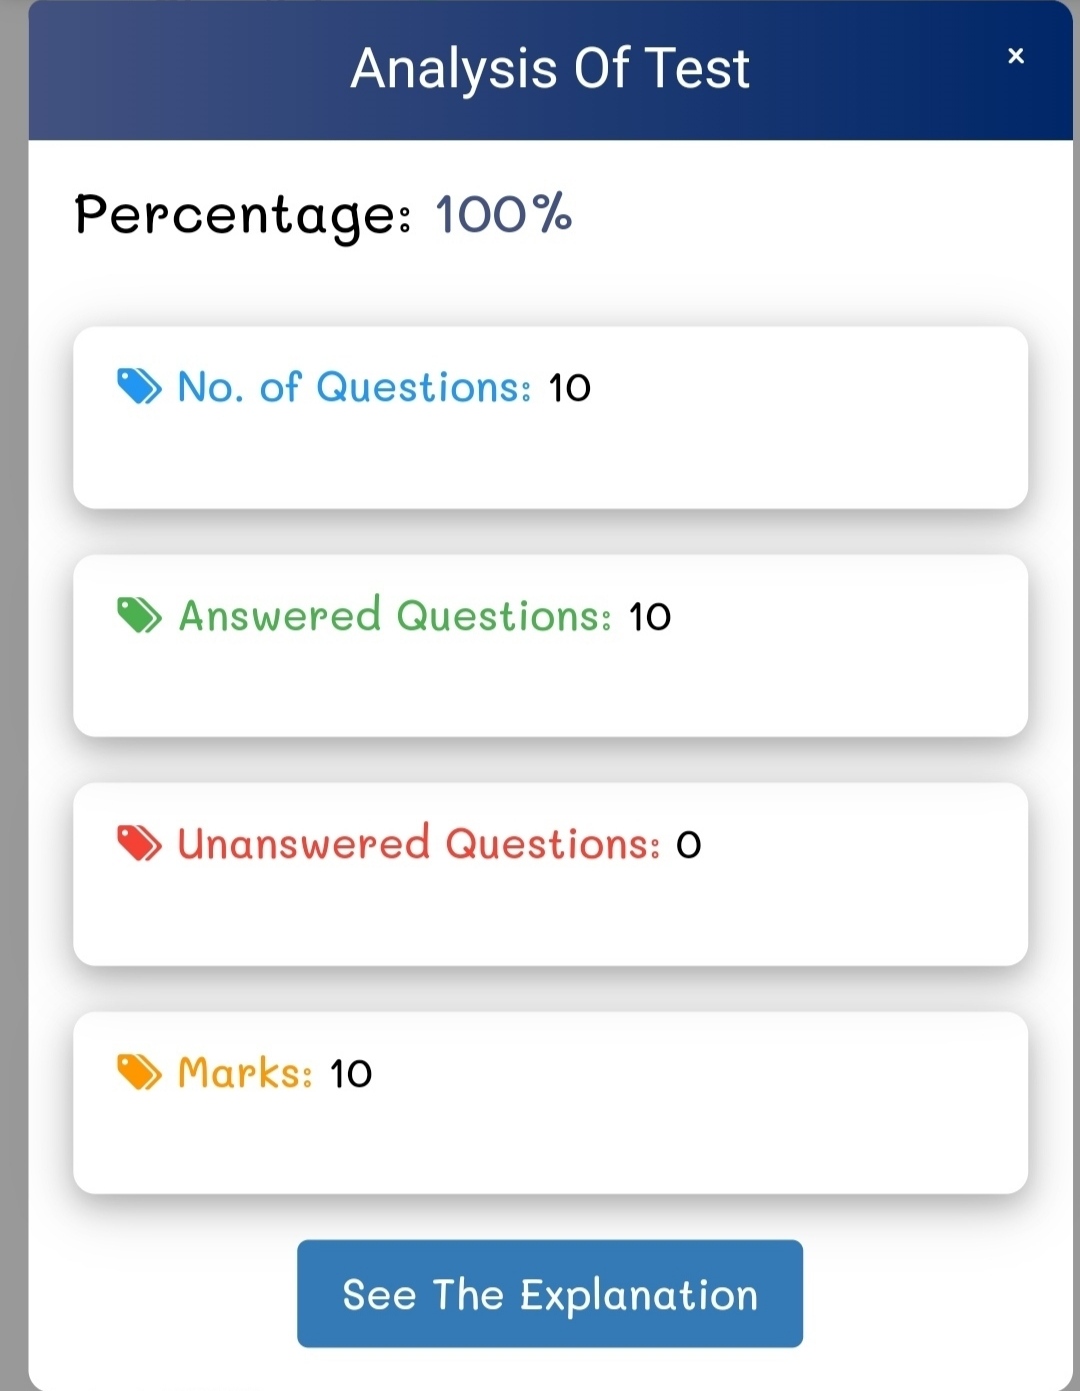 Analysis Of Test
×
Percentage: 100%
No. of Questions: 10
Answered Questions: 10
Unanswered Questions: 0
Marks: 10
See The Explanation